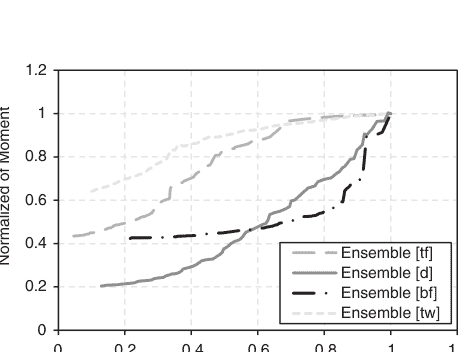 1.2
1
0.8
0.6
0.4
0.2
0
Normalized of Moment
Ensemble [tf]
Ensemble [d]
Ensemble [bf]
Ensemble [tw]
0 0.2 0.4 0.6 0.8 1